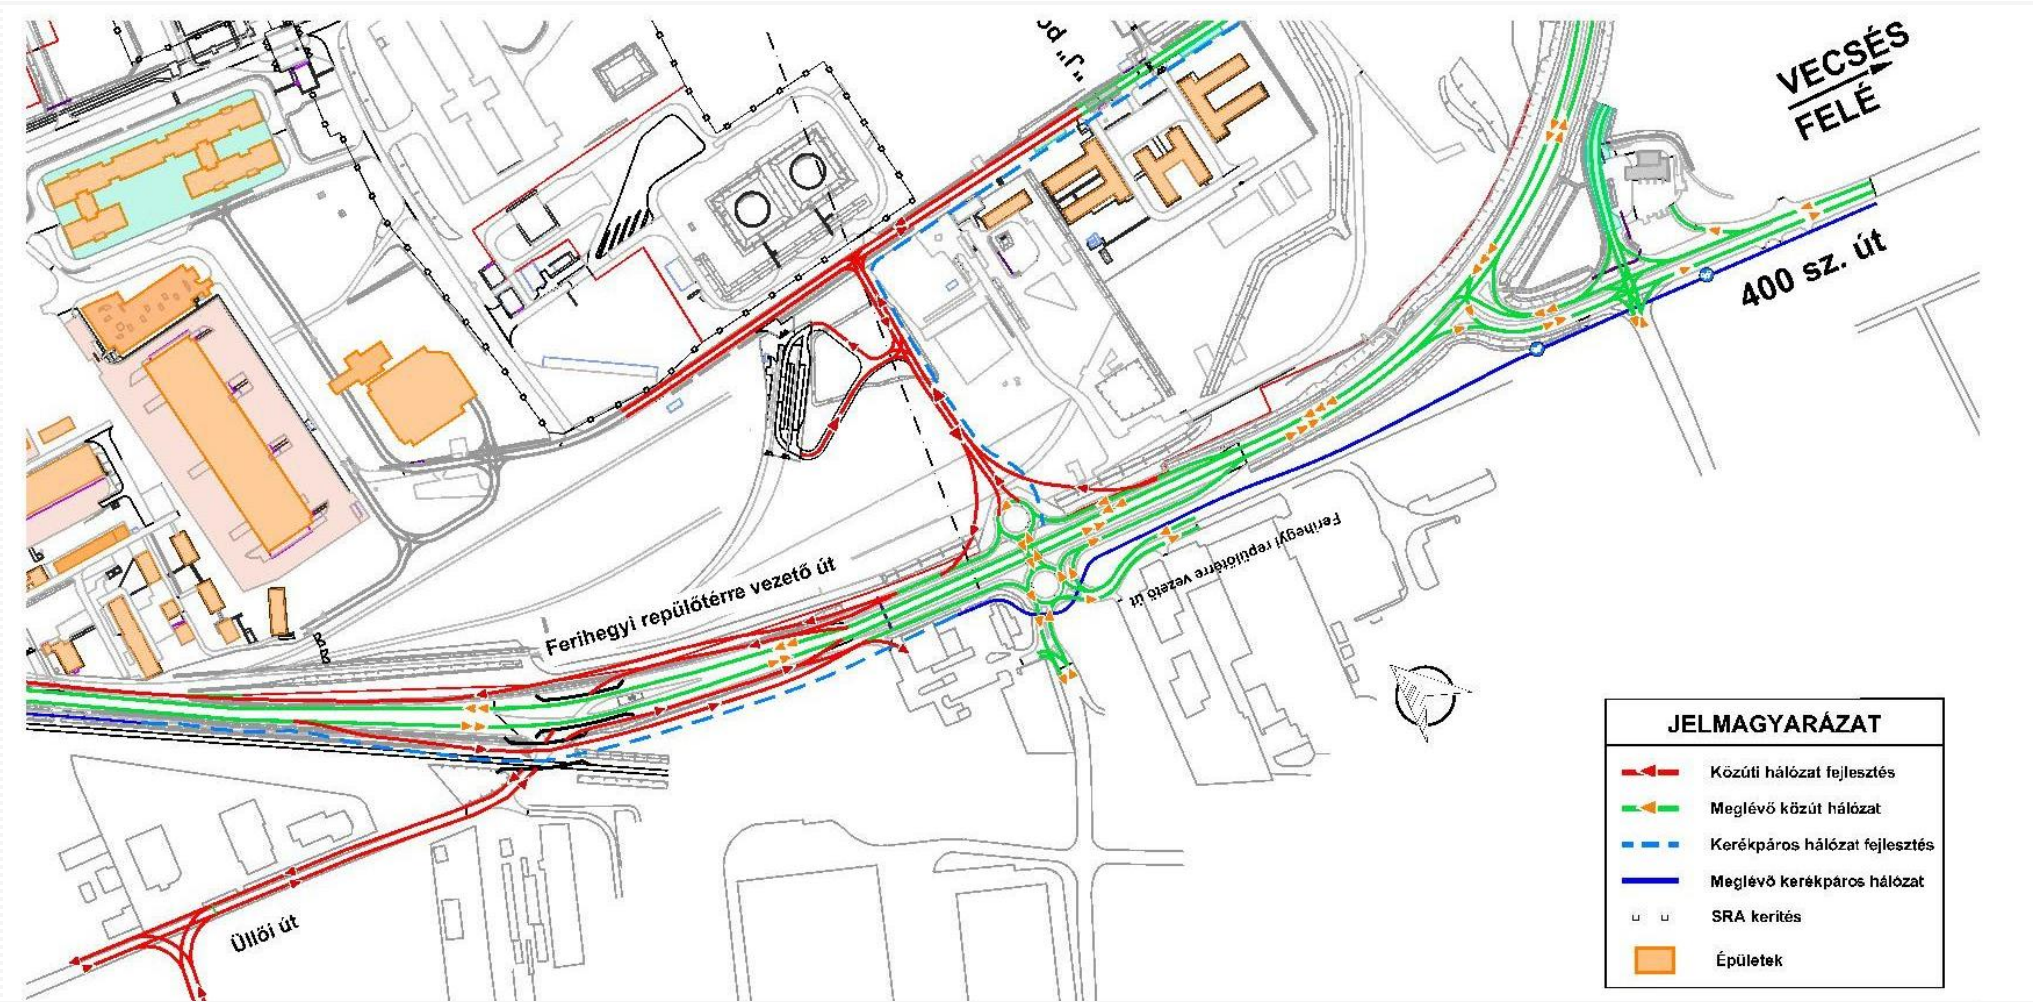 VECSÉS
FELÉ
400 sz. út
Ferihegyi repülőtérre vezető út
Ferihegyi repülőtérre vezető út
Üllői út
JELMAGYARÁZAT
Közúti hálózat fejlesztés
Meglévő közút hálózat
Kerékpáros hálózat fejlesztés
Meglévő kerékpáros hálózat
SRA kerítés
Épületek